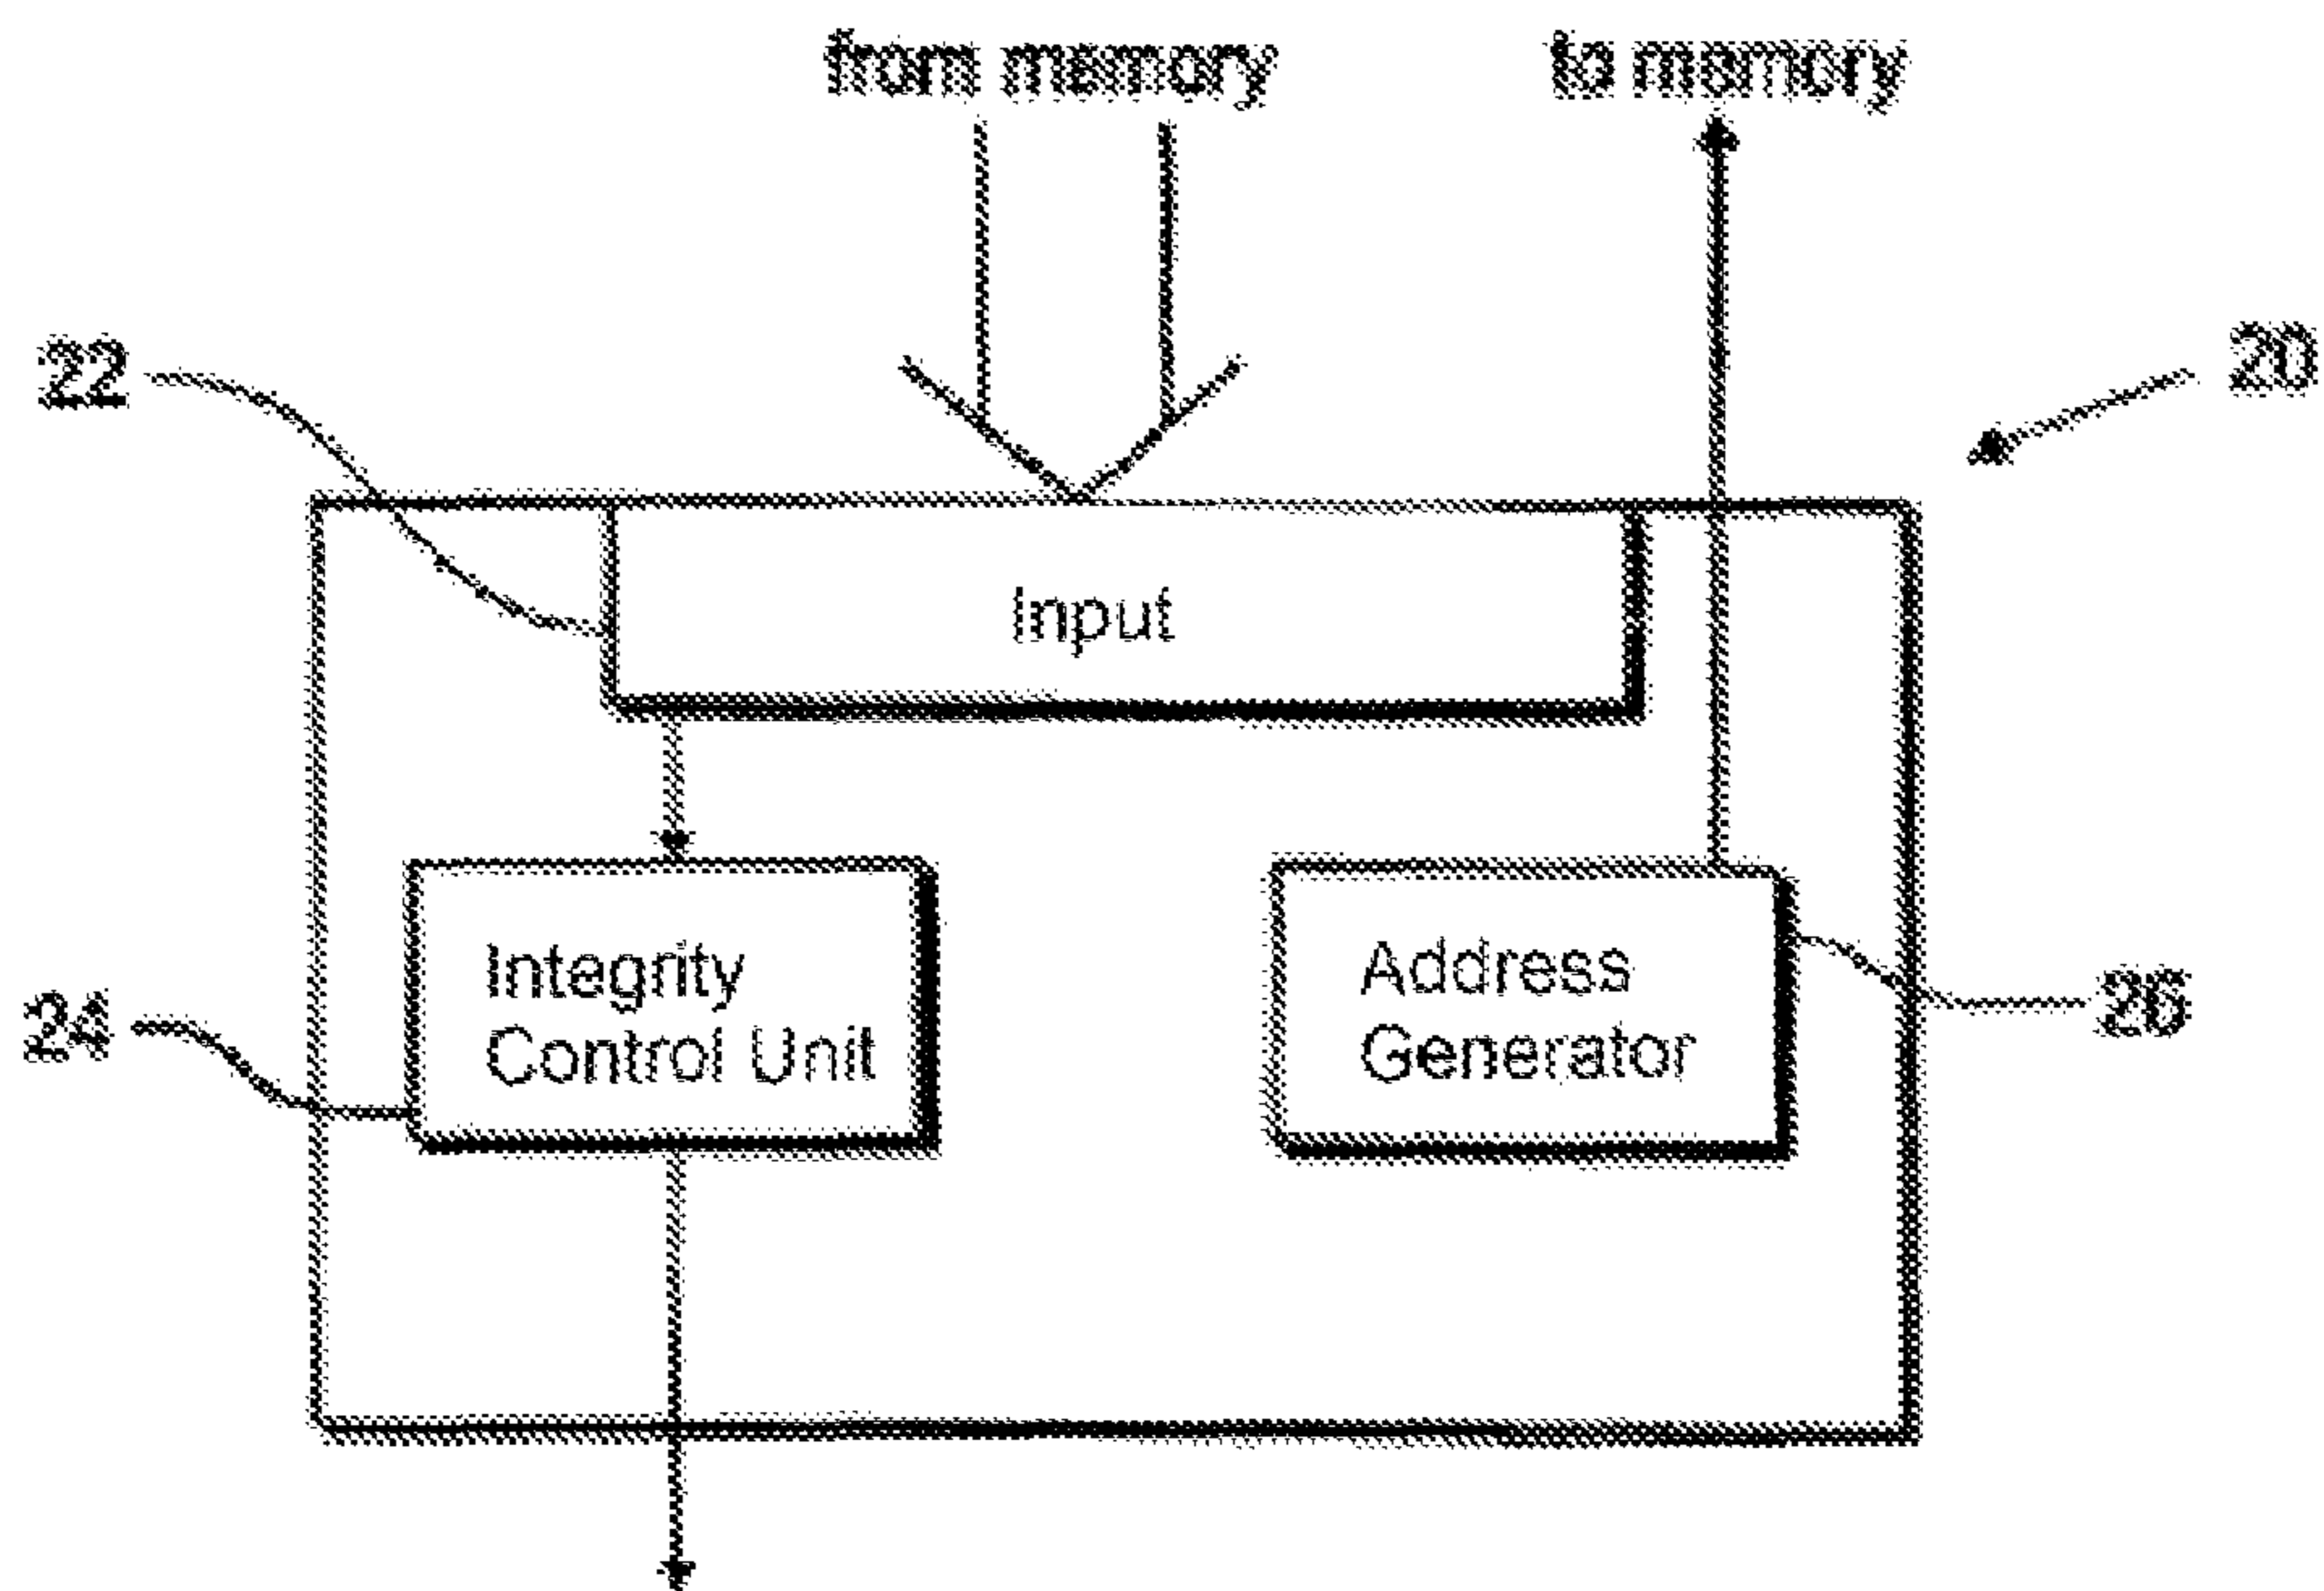 from memory
to memory
22
20
Input
Integrity
Control Unit
Address
Generator
24
26